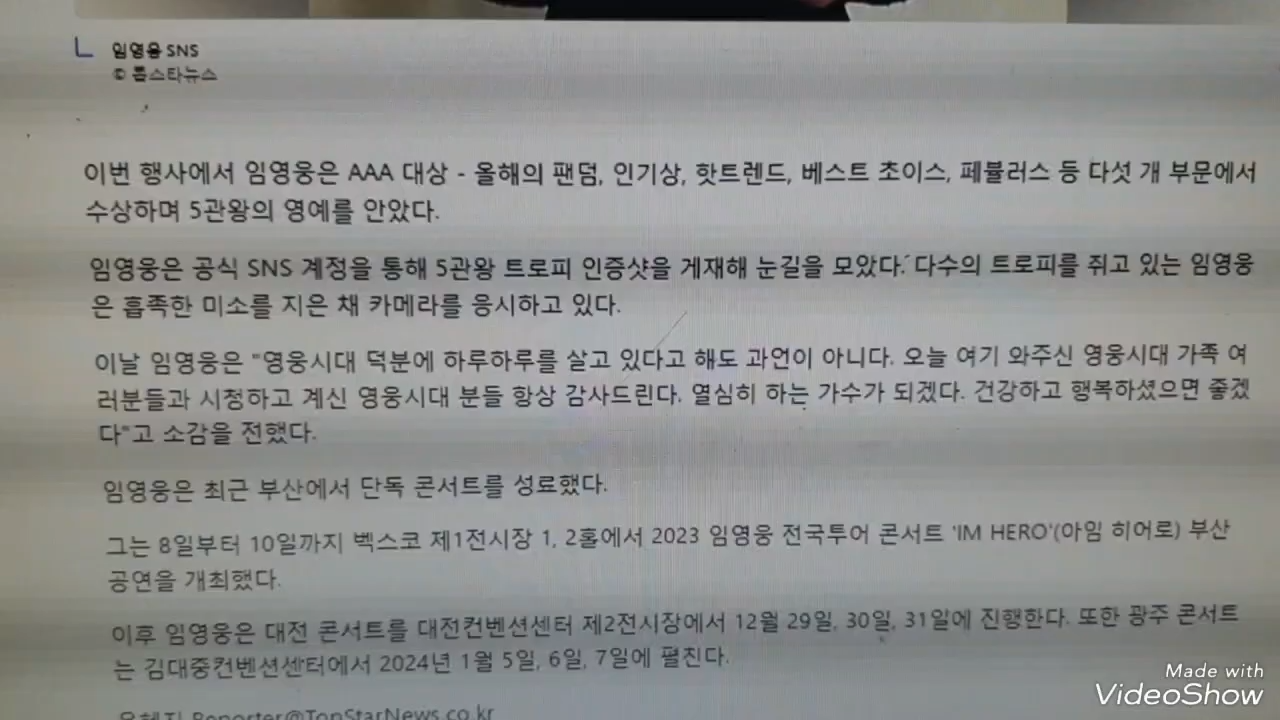 임영웅 SNS
© 톱스타뉴스
이번 행사에서 임영웅은 AAA 대상 - 올해의 팬덤, 인기상, 핫트렌드, 베스트 초이스, 페뷸러스 등 다섯 개 부문에서
수상하며 5관왕의 영예를 안았다.
임영웅은 공식 SNS 계정을 통해 5관왕 트로피 인증샷을 게재해 눈길을 모았다. 다수의 트로피를 쥐고 있는 임영웅
은 흡족한 미소를 지은 채 카메라를 응시하고 있다.
이날 임영웅은 "영웅시대 덕분에 하루하루를 살고 있다고 해도 과언이 아니다. 오늘 여기 와주신 영웅시대 가족 여
러분들과 시청하고 계신 영웅시대 분들 항상 감사드린다. 열심히 하는 가수가 되겠다. 건강하고 행복하셨으면 좋겠
다"고 소감을 전했다.
임영웅은 최근 부산에서 단독 콘서트를 성료했다.
그는 8일부터 10일까지 벡스코 제1전시장 1, 2홀에서 2023 임영웅 전국투어 콘서트 'IM HERO'(아임 히어로) 부산
공연을 개최했다.
이후 임영웅은 대전 콘서트를 대전컨벤션센터 제2전시장에서 12월 29일, 30일, 31일에 진행한다. 또한 광주 콘서트
는 김대중컨벤션센터에서 2024년 1월 5일, 6일, 7일에 펼친다.
Reporter@TopStarNews.co.kr
Made with
VideoShow